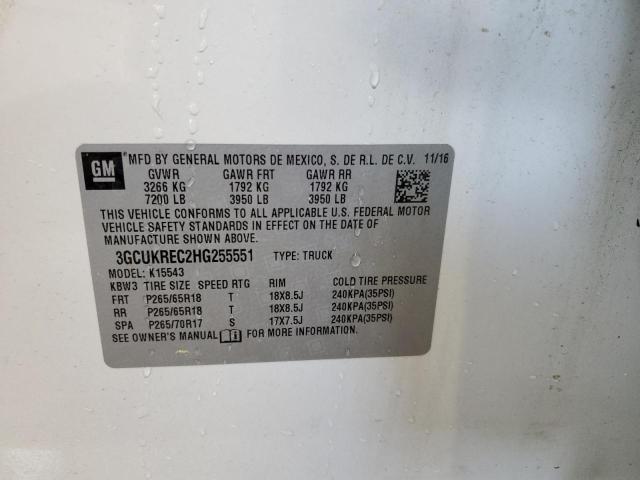 GM MFD BY GENERAL MOTORS DE MEXICO, S. DE R.L. DE C.V. 11/16
GVWR GAWR FRT GAWR RR
3266 KG 1792 KG 1792 KG
7200 LB 3950 LB 3950 LB
THIS VEHICLE CONFORMS TO ALL APPLICABLE U.S. FEDERAL MOTOR
VEHICLE SAFETY STANDARDS IN EFFECT ON THE DATE OF
MANUFACTURE SHOWN ABOVE.
3GCUKREC2HG255551 TYPE: TRUCK
MODEL: K15543
KBW3 TIRE SIZE SPEED RTG RIM COLD TIRE PRESSURE
FRT P265/65R18 T 18X8.5J 240KPA(35PSI)
RR P265/65R18 T 18X8.5J 240KPA(35PSI)
SPA P265/70R17 S 17X7.5J 240KPA(35PSI)
SEE OWNER'S MANUAL FOR MORE INFORMATION.